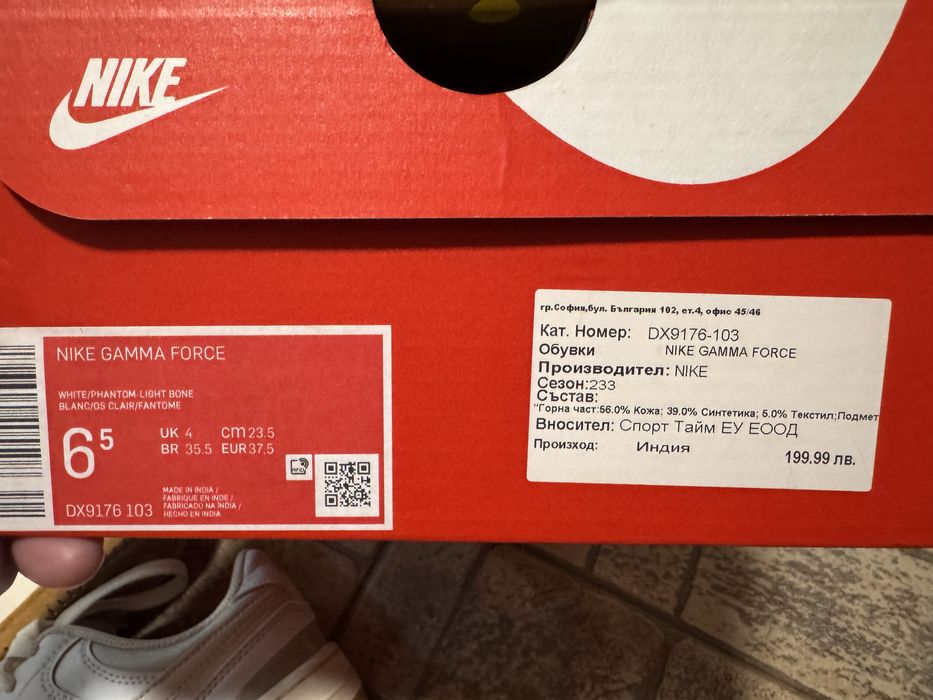 NIKE
NIKE GAMMA FORCE
WHITE/PHANTOM-LIGHT BONE
BLANC/OS CLAIR/FANTOME
6⁵
UK 4 cm 23.5
BR 35.5 EUR 37.5
RFID
MADE IN INDIA /
FABRIQUE EN INDE /
FABRICADO NA ÍNDIA /
HECHO EN INDIA
DX9176 103
гр.София,бул. България 102, ет.4, офис 45/46
Кат. Номер: DX9176-103
Обувки NIKE GAMMA FORCE
Производител: NIKE
Сезон:233
Състав:
"Горна част:56.0% Кожа; 39.0% Синтетика; 5.0% Текстил;Подмет
Вносител: Спорт Тайм ЕУ ЕООД
Произход: Индия
199.99 лв.